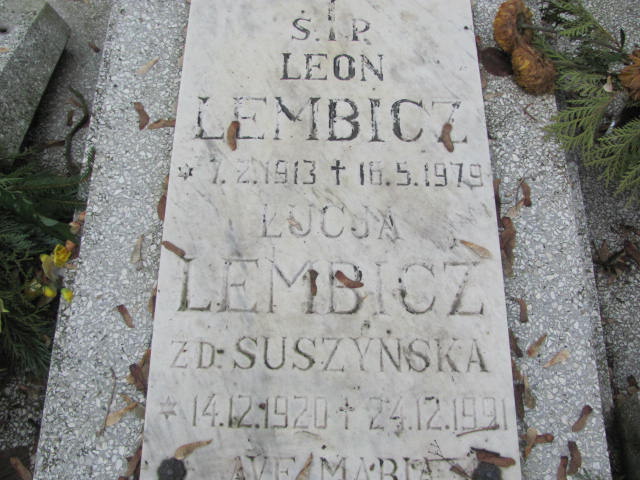 Ś.†P.
LEON
LEMBICZ
* 7.2.1913 † 16.5.1979
ŁUCJA
LEMBICZ
ZD. SUSZYŃSKA
* 14.12.1920 † 24.12.1991
AVE MARIA